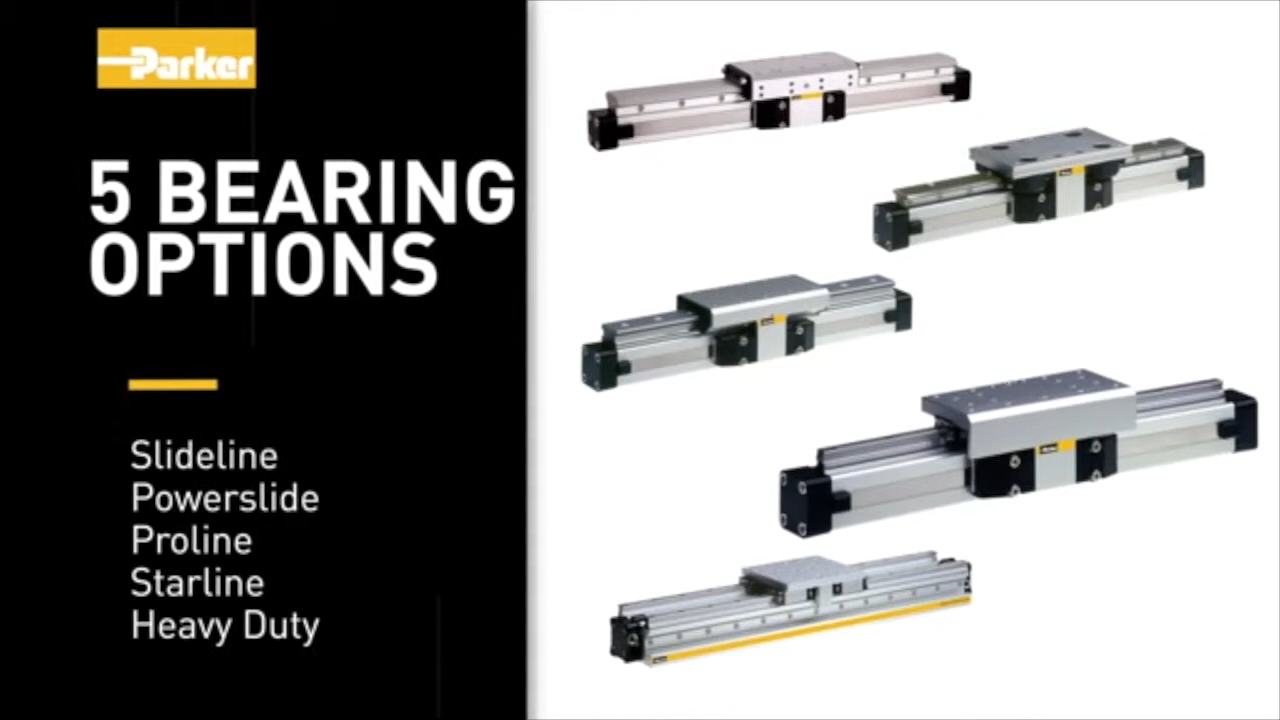 Parker
5 BEARING
OPTIONS
Slideline
Powerslide
Proline
Starline
Heavy Duty